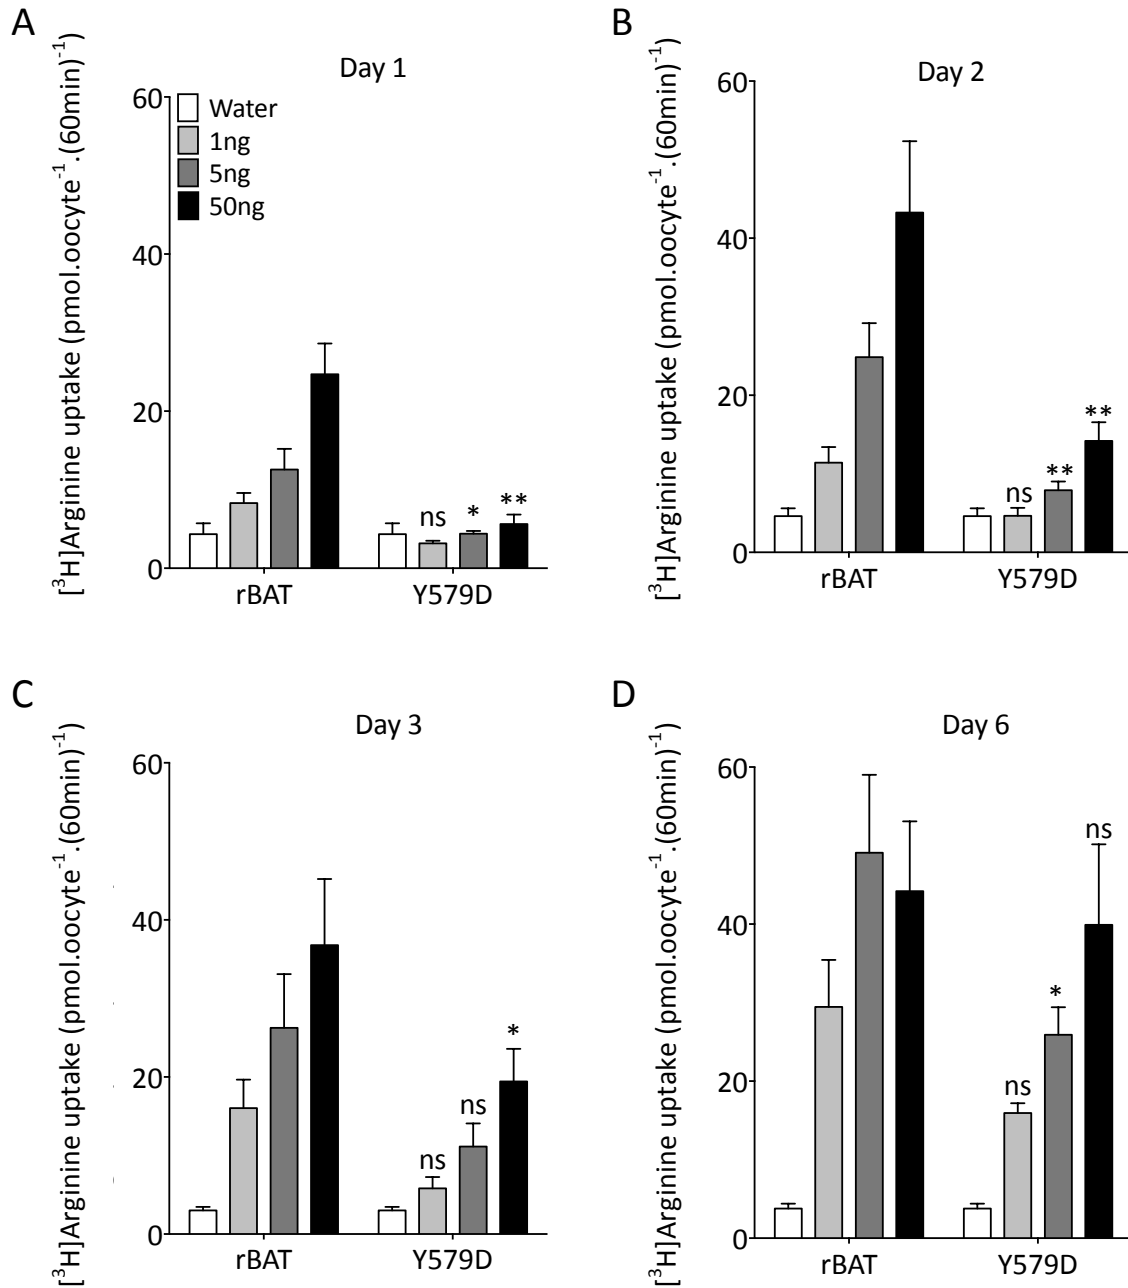 A
Day 1
[³H]Arginine uptake (pmol.oocyte⁻¹.(60min)⁻¹)
60
40
20
0
Water
1ng
5ng
50ng
ns
*
**
rBAT
Y579D
B
Day 2
[³H]Arginine uptake (pmol.oocyte⁻¹.(60min)⁻¹)
60
40
20
0
ns
**
**
rBAT
Y579D
C
Day 3
[³H]Arginine uptake (pmol.oocyte⁻¹.(60min)⁻¹)
60
40
20
0
ns
ns
*
rBAT
Y579D
D
Day 6
[³H]Arginine uptake (pmol.oocyte⁻¹.(60min)⁻¹)
60
40
20
0
ns
*
ns
rBAT
Y579D